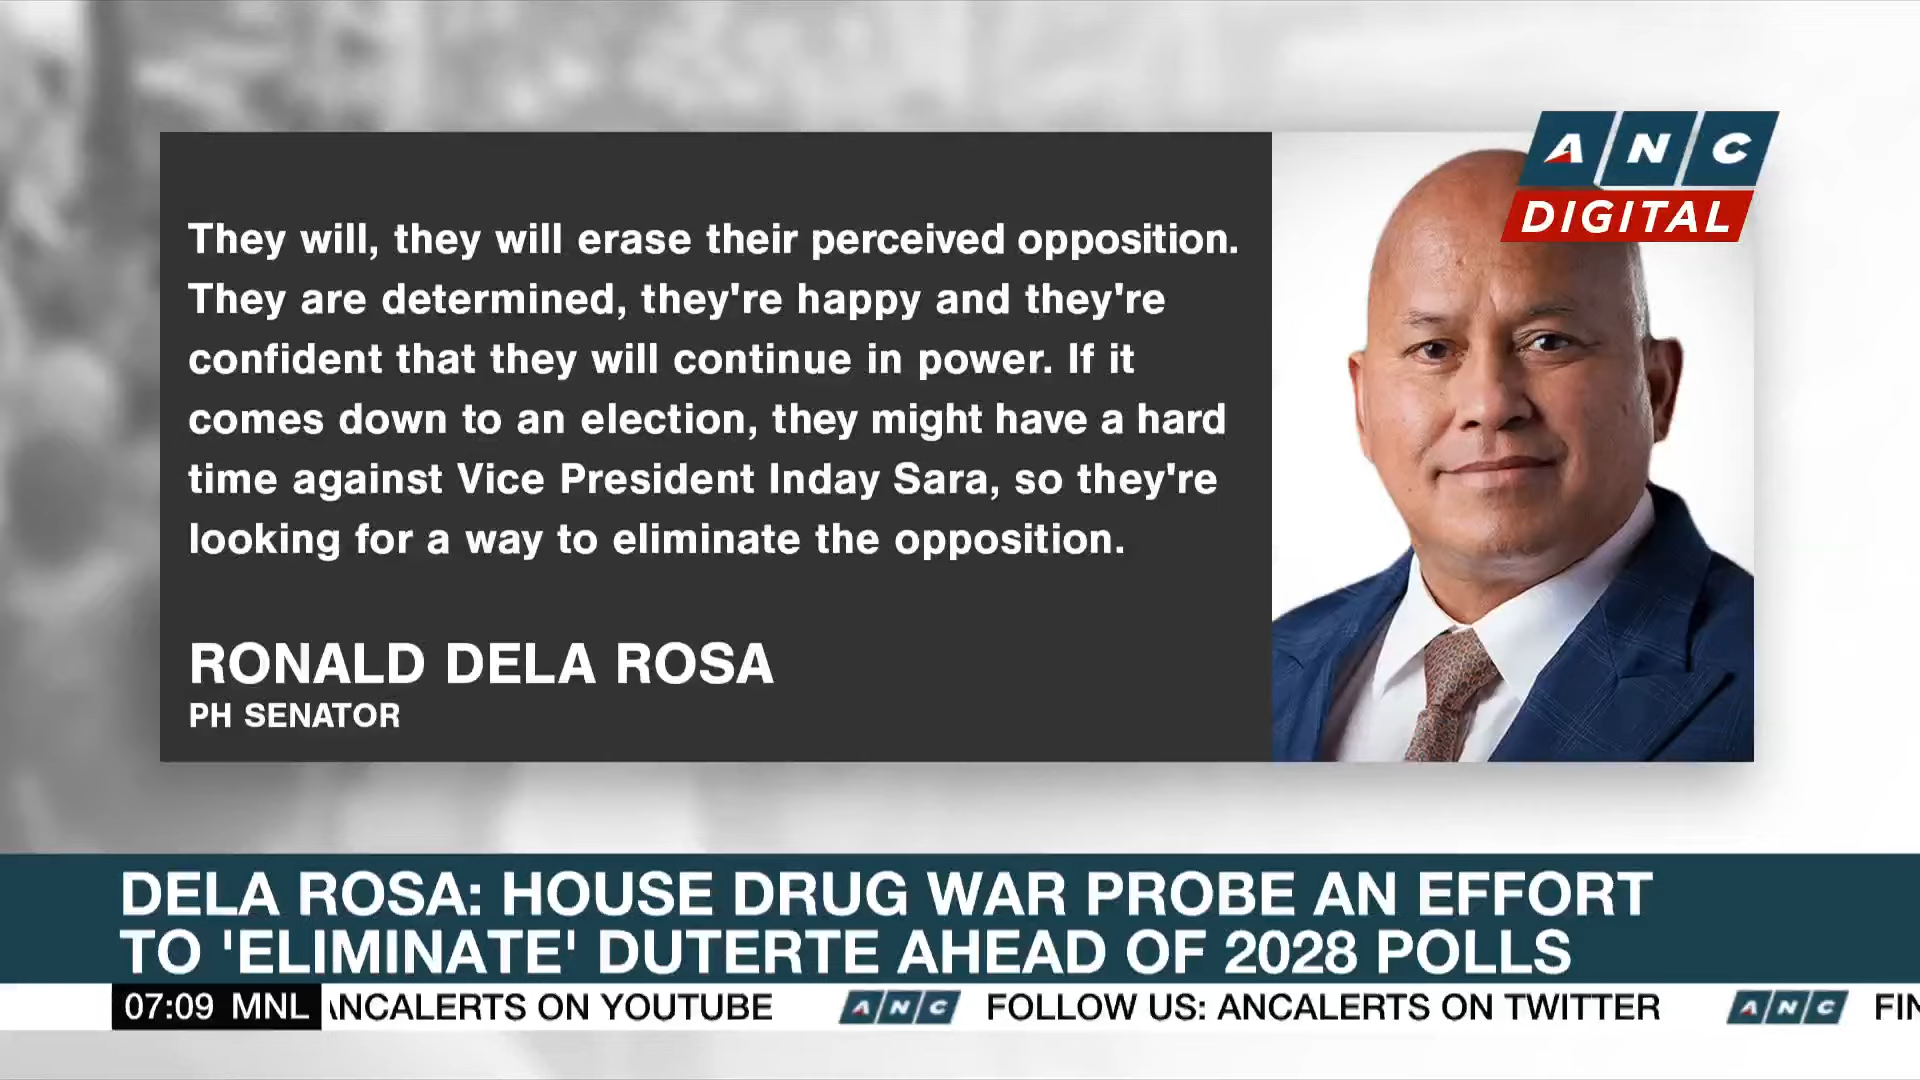 ANC
DIGITAL
They will, they will erase their perceived opposition.
They are determined, they're happy and they're
confident that they will continue in power. If it
comes down to an election, they might have a hard
time against Vice President Inday Sara, so they're
looking for a way to eliminate the opposition.
RONALD DELA ROSA
PH SENATOR
DELA ROSA: HOUSE DRUG WAR PROBE AN EFFORT
TO 'ELIMINATE' DUTERTE AHEAD OF 2028 POLLS
07:09 MNL NCALERTS ON YOUTUBE ANC FOLLOW US: ANCALERTS ON TWITTER ANC FIN